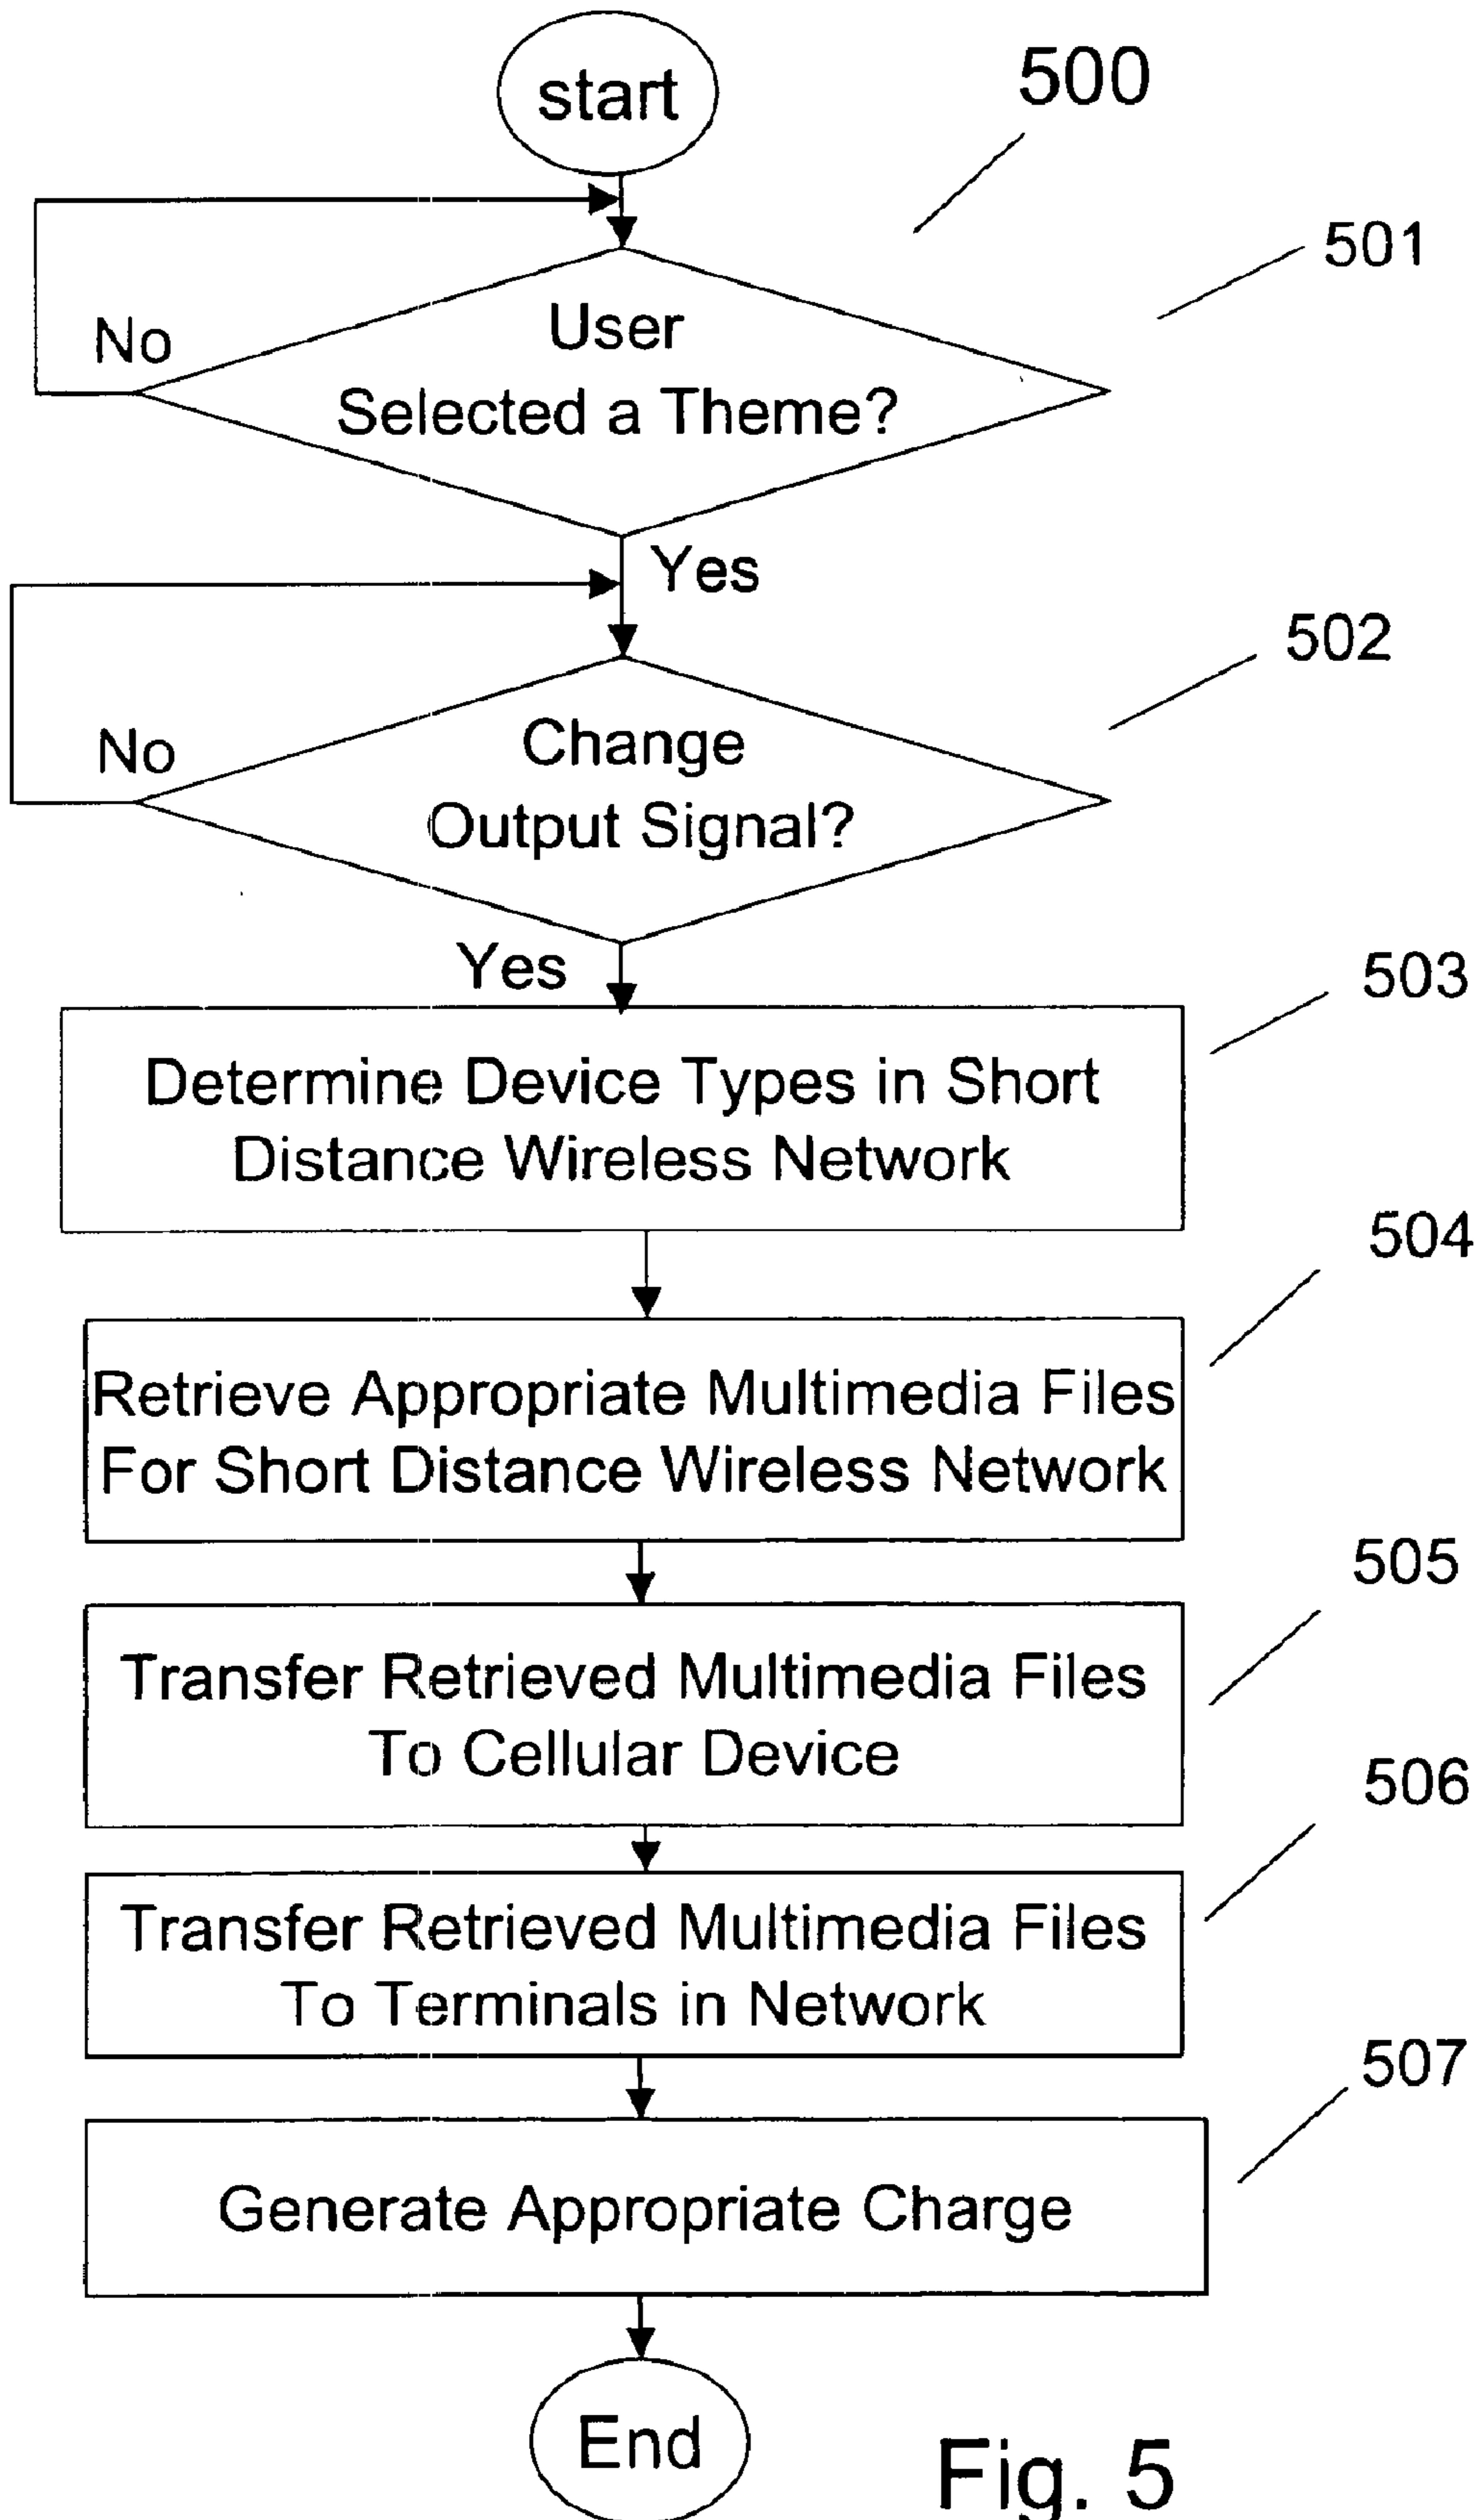 start
500
501
User
No
Selected a Theme?
Yes
502
Change
No
Output Signal?
Yes
503
Determine Device Types in Short
Distance Wireless Network
504
Retrieve Appropriate Multimedia Files
For Short Distance Wireless Network
505
Transfer Retrieved Multimedia Files
To Cellular Device
506
Transfer Retrieved Multimedia Files
To Terminals in Network
507
Generate Appropriate Charge
End
Fig. 5